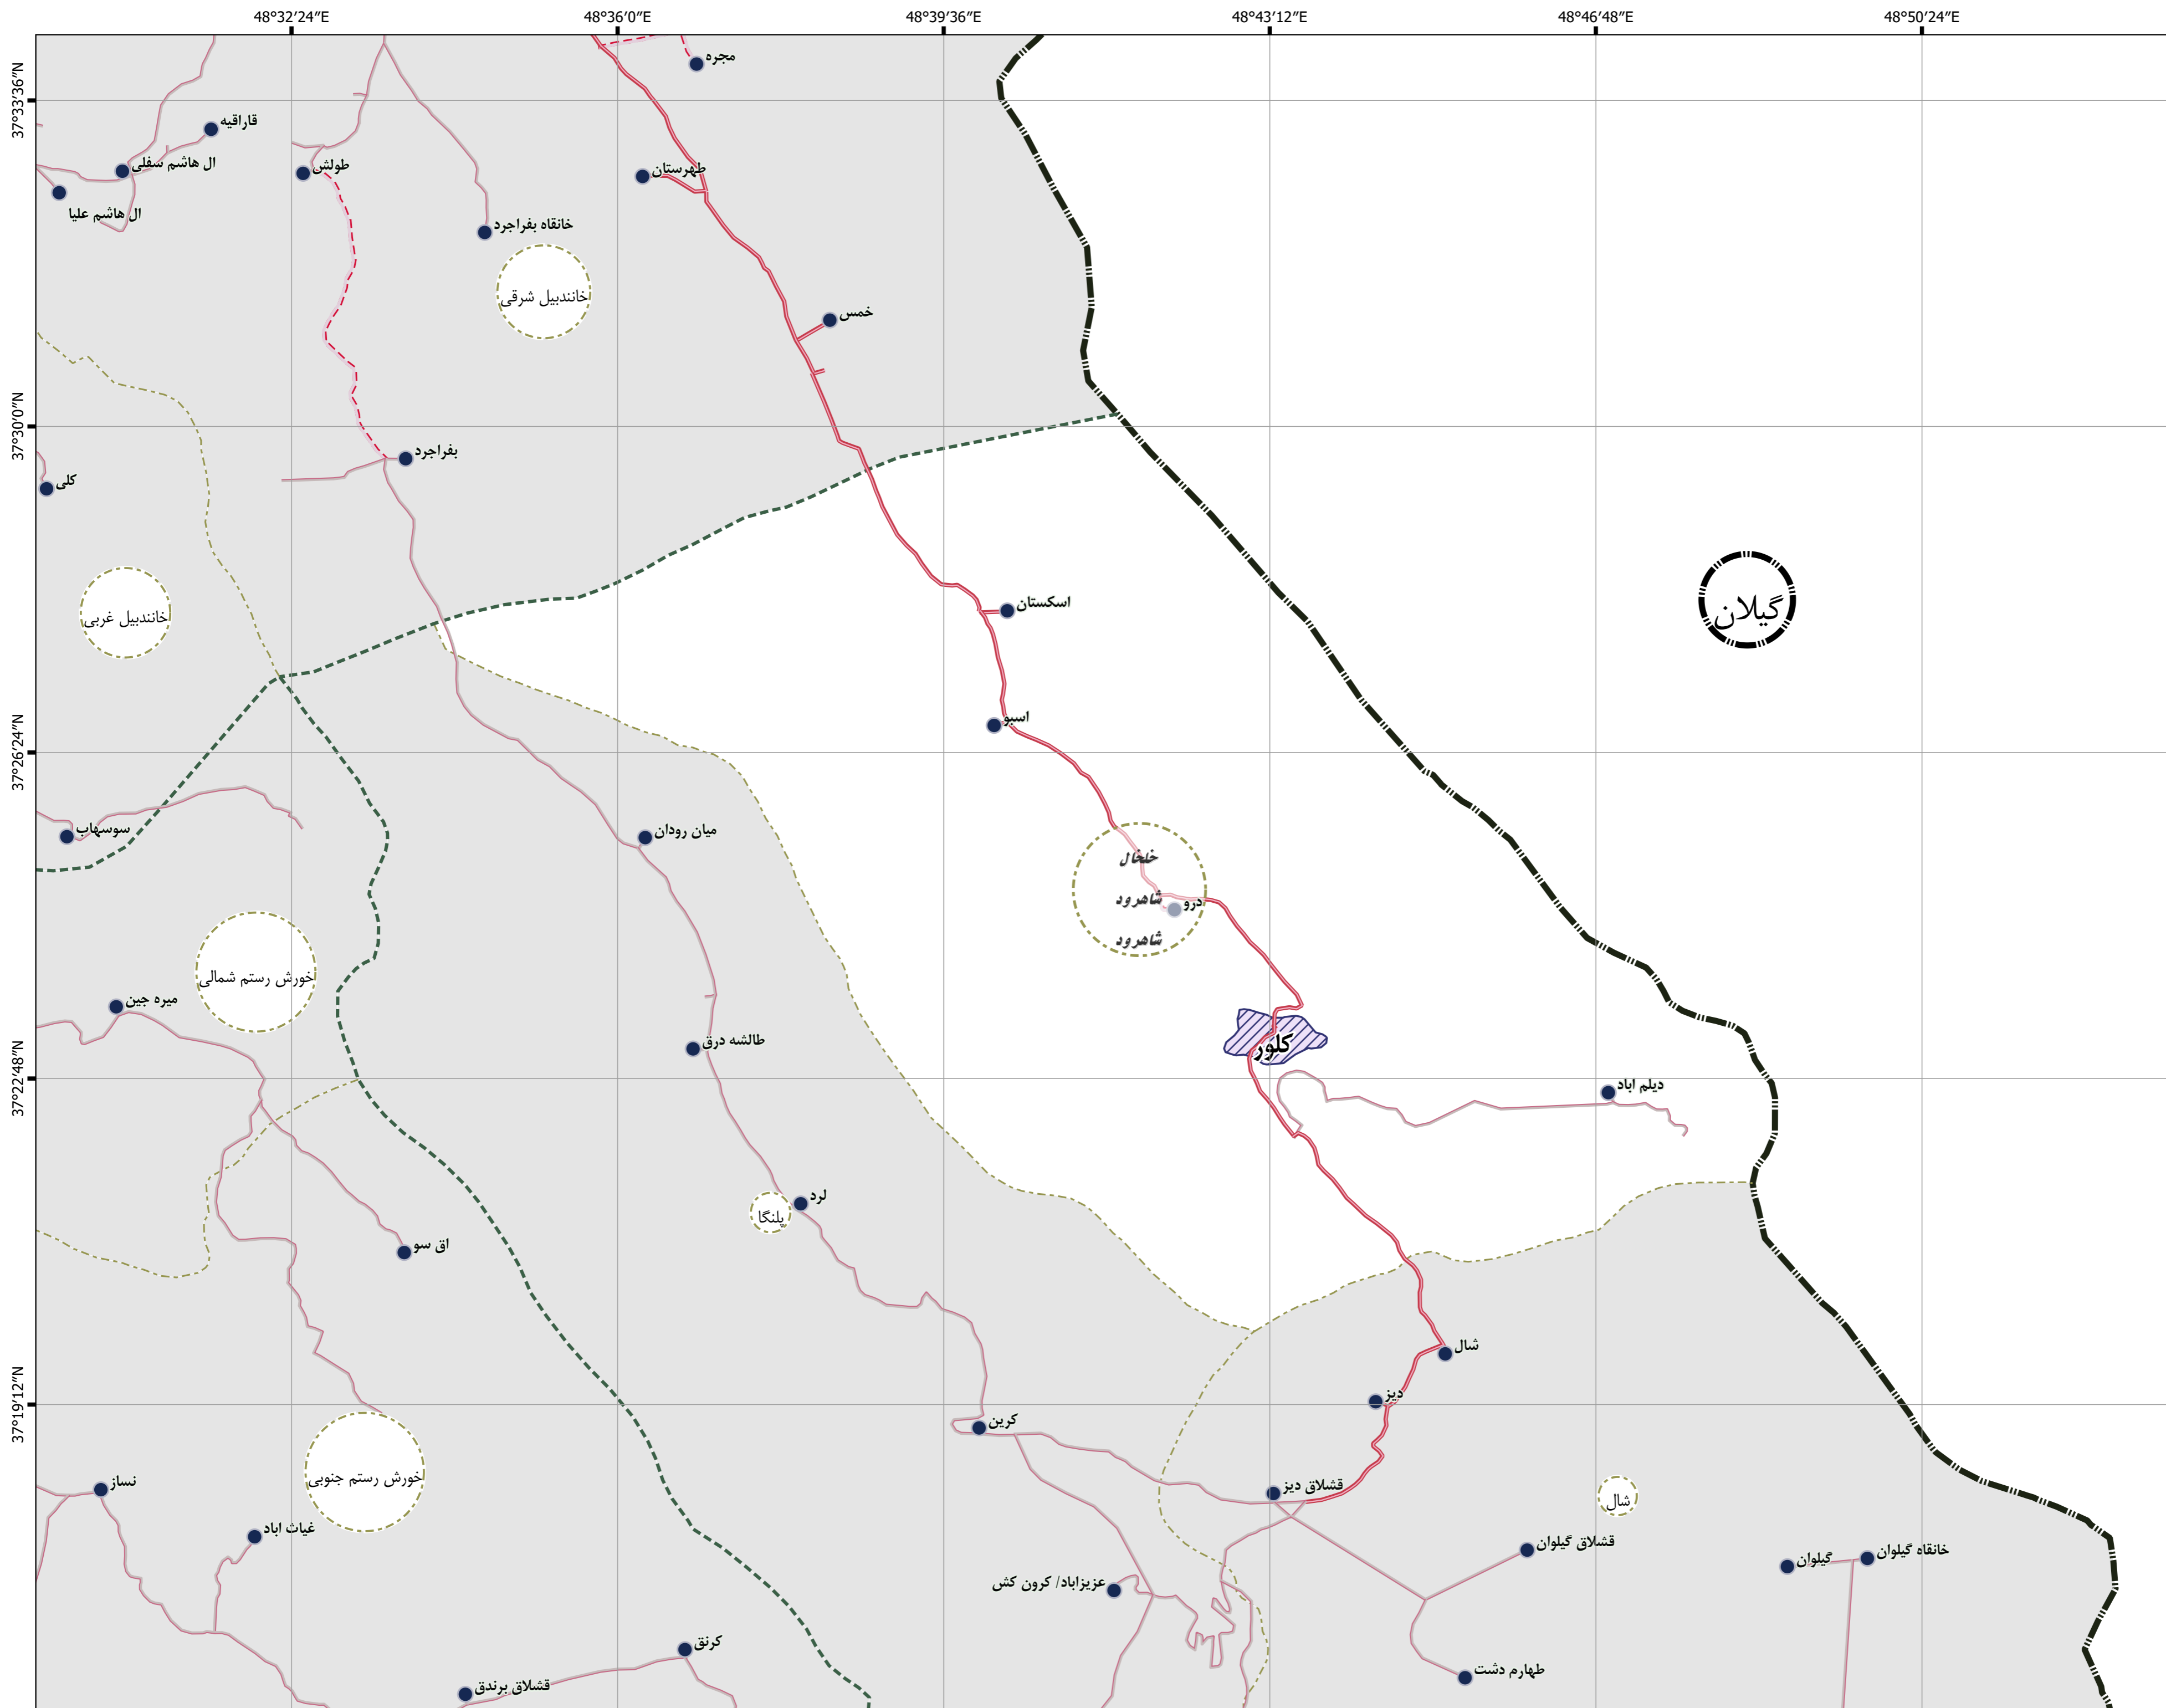 48°32′24″E
48°36′0″E
48°39′36″E
48°43′12″E
48°46′48″E
48°50′24″E
37°33′36″N
37°30′0″N
37°26′24″N
37°22′48″N
37°19′12″N
مجره
قاراقیه
ال هاشم سفلی
طولش
طهرستان
ال هاشم علیا
خانقاه بفراجرد
خانندبیل شرقی
خمس
بفراجرد
کلی
اسکستان
خانندبیل غربی
گیلان
اسبو
سوسهاب
میان رودان
خلخال
شاهرود
درو
شاهرود
خورش رستم شمالی
میره جین
طالشه درق
کلور
دیلم اباد
لرد
پلنگا
اق سو
شال
دیز
کرین
خورش رستم جنوبی
نساز
قشلاق دیز
شال
غیاث اباد
قشلاق گیلوان
خانقاه گیلوان
گیلوان
عزیزاباد/ کرون کش
کرنق
طهارم دشت
قشلاق برندق